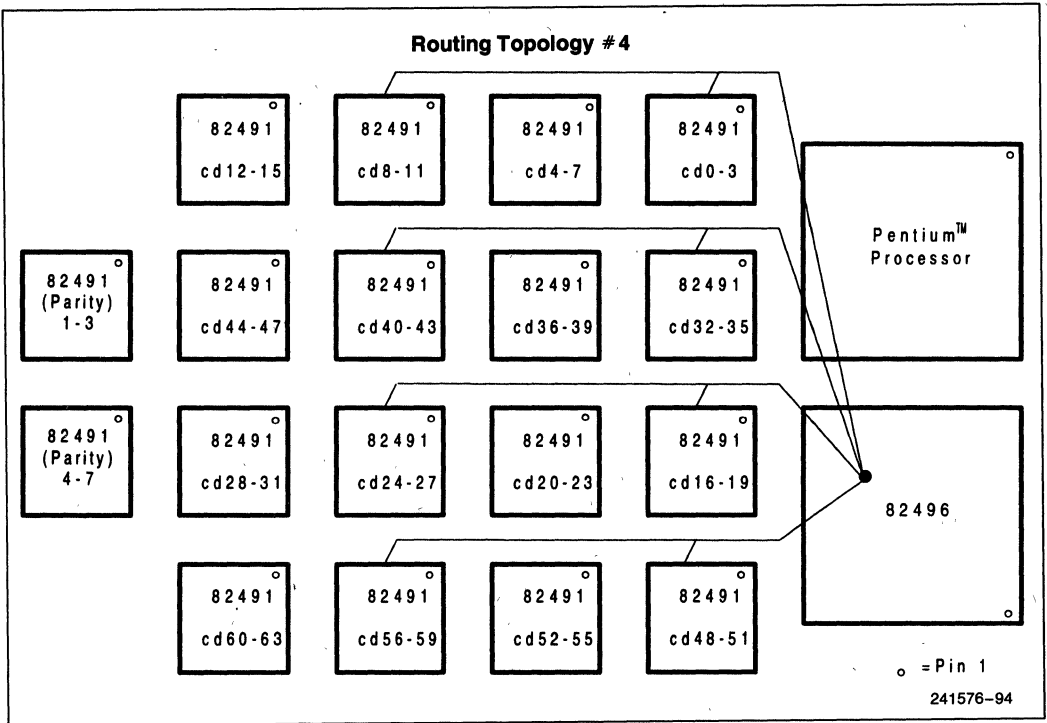 Routing Topology #4
82491
cd12-15
82491
cd8-11
82491
cd4-7
82491
cd0-3
Pentium™
Processor
82491
(Parity)
1-3
82491
cd44-47
82491
cd40-43
82491
cd36-39
82491
cd32-35
82491
(Parity)
4-7
82491
cd28-31
82491
cd24-27
82491
cd20-23
82491
cd16-19
82496
82491
cd60-63
82491
cd56-59
82491
cd52-55
82491
cd48-51
=Pin 1
241576-94